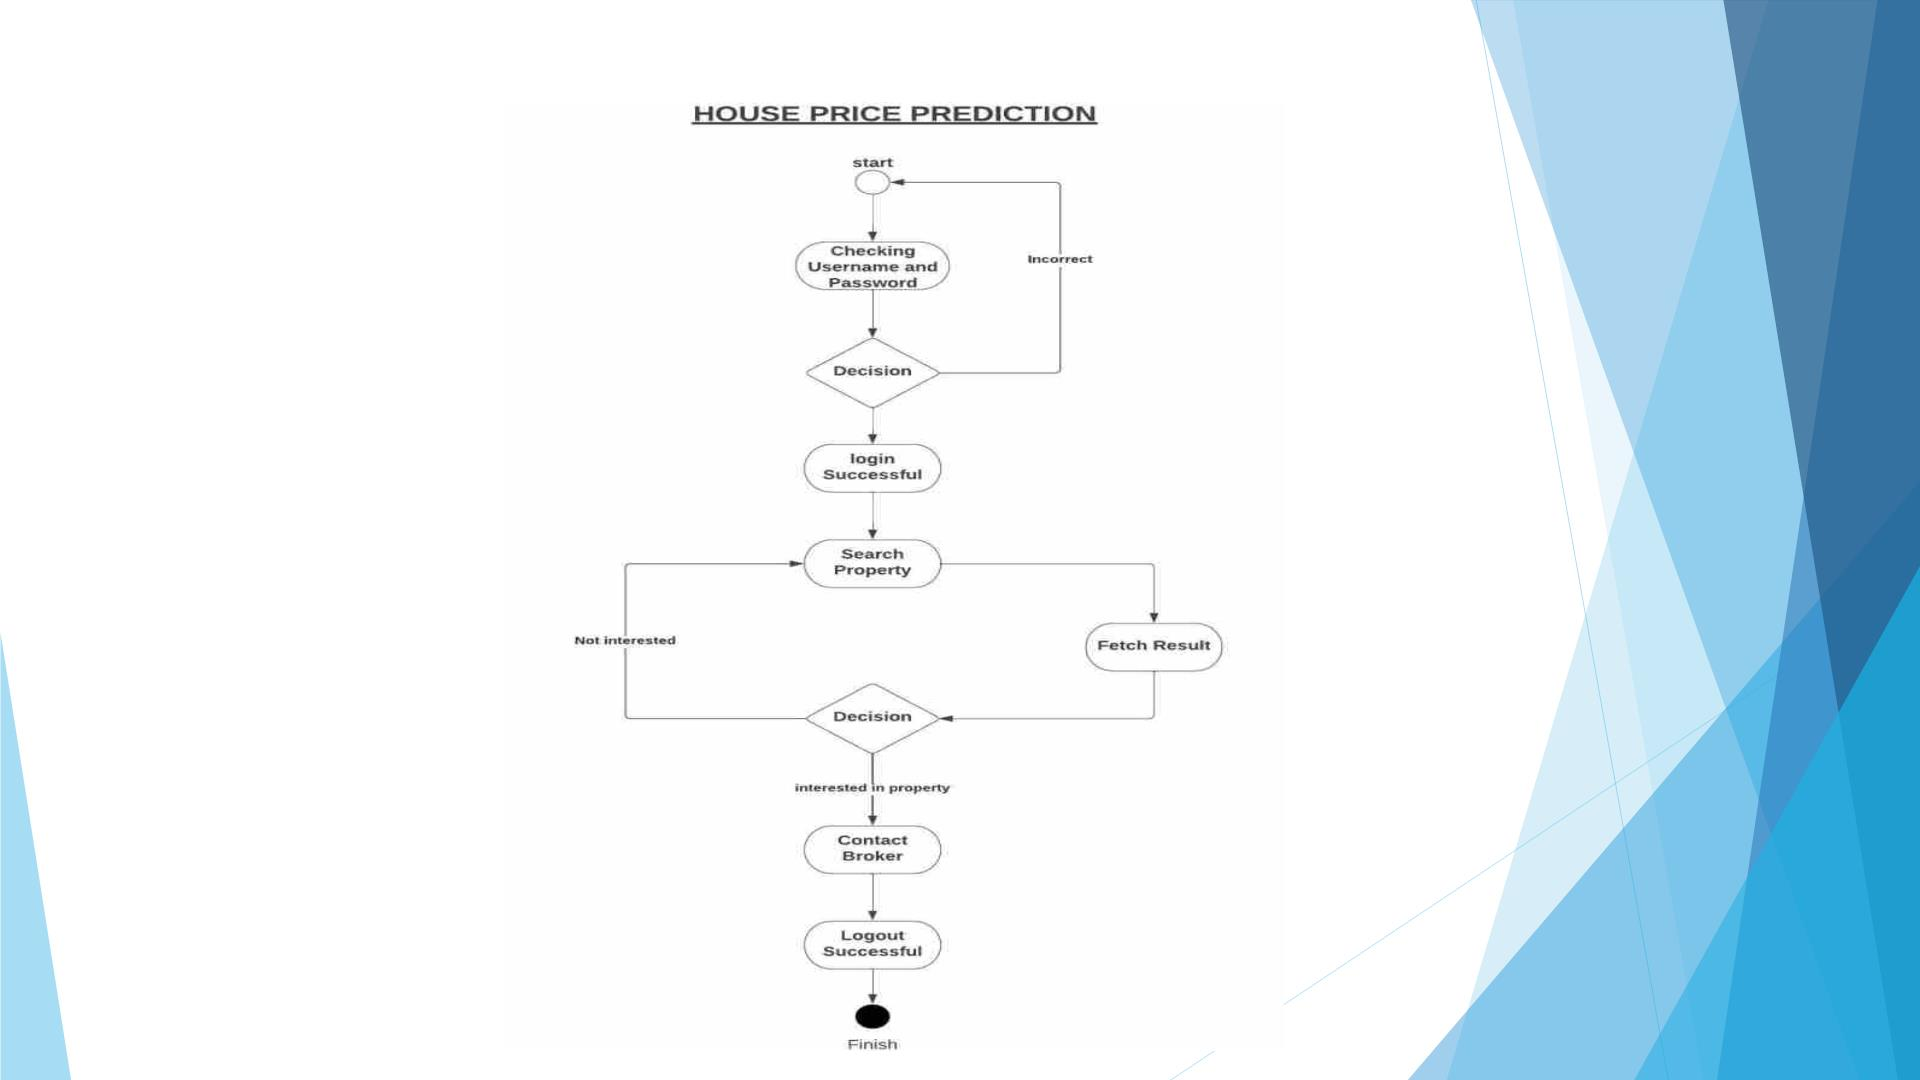 HOUSE PRICE PREDICTION
start
Checking
Username and
Password
Incorrect
Decision
login
Successful
Search
Property
Not interested
Fetch Result
Decision
interested in property
Contact
Broker
Logout
Successful
Finish